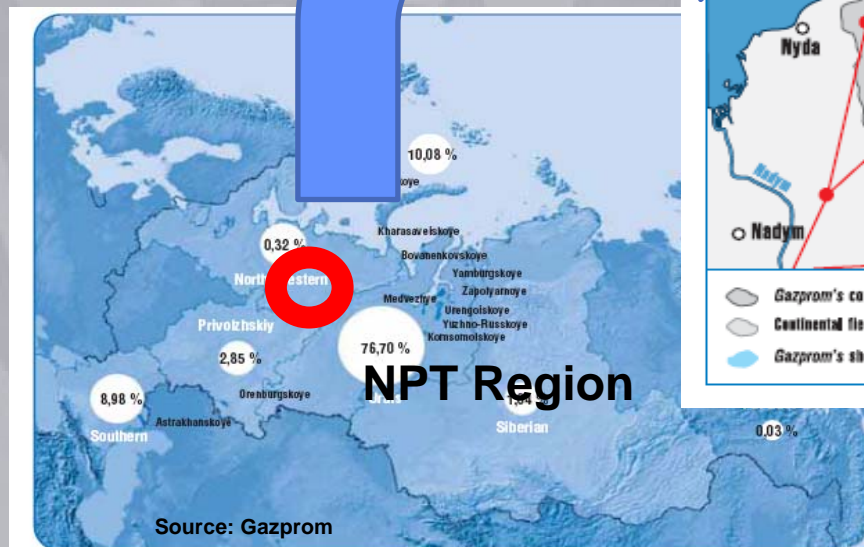 Nyda
Nadym
Nadym
Gazprom's
Continental
Gazprom's
10,08 %
Kharasaveiskoye
Bovanenkovskoye
0,32 %
Yamburgskoye
Zapolyarnoye
Medvezhye
Urengoiskoye
Yuzhno-Russkoye
Komsomolskoye
Privolzhskiy
2,85 %
76,70 %
NPT Region
Orenburgskoye
8,98 %
Astrakhanskoye
Southern
Siberian
0,03 %
Source: Gazprom